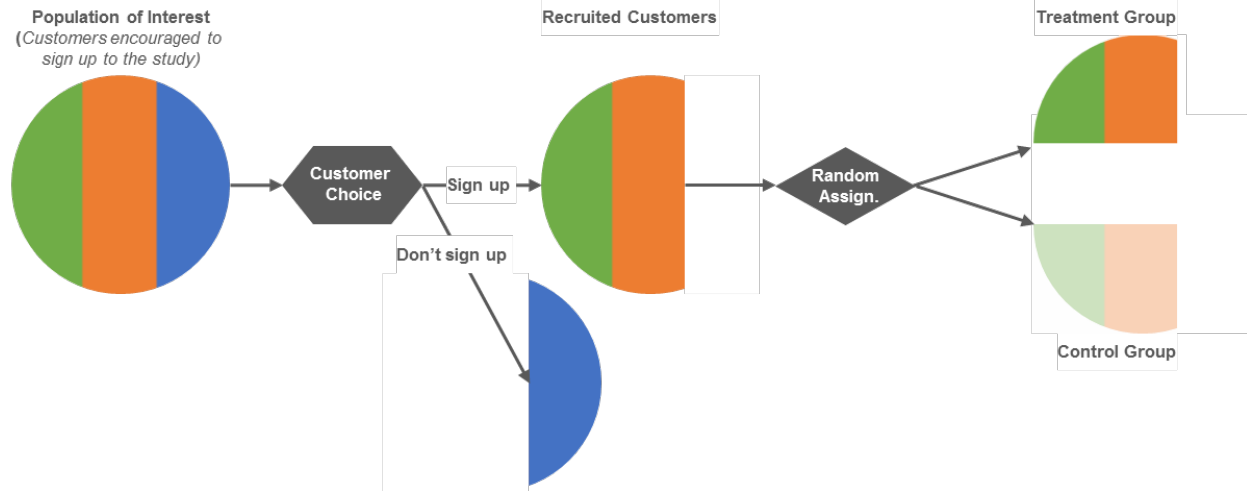 Population of Interest
(Customers encouraged to
sign up to the study)
Customer
Choice
Sign up
Don’t sign up
Recruited Customers
Random
Assign.
Treatment Group
Control Group